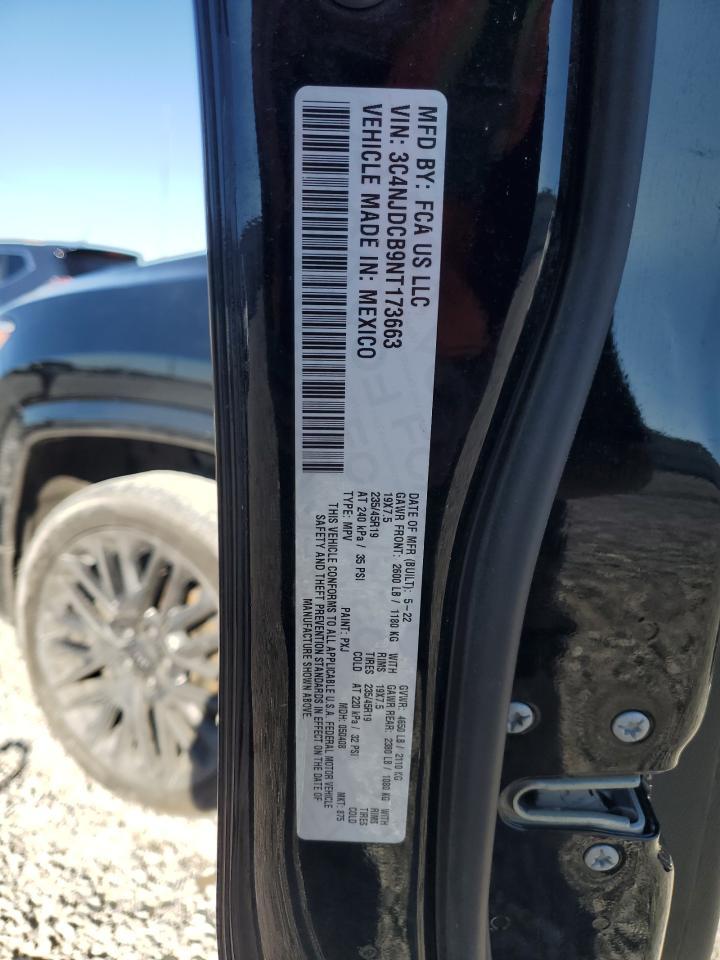 MFD BY: FCA US LLC
VIN: 3C4NJDCB9NT173663
VEHICLE MADE IN: MEXICO
DATE OF MFR (BUILT): 5-22 GVWR: 4650 LB / 2110 KG
GAWR FRONT: 2600 LB / 1180 KG WITH GAWR REAR: 2380 LB / 1080 KG WITH
19X7.5 RIMS 19X7.5 RIMS
235/45R19 TIRES 235/45R19 TIRES
AT 240 kPa / 35 PSI COLD AT 220 kPa / 32 PSI COLD
TYPE: MPV PAINT: PXJ MDH: 050408 MKT: 875
THIS VEHICLE CONFORMS TO ALL APPLICABLE U.S.A. FEDERAL MOTOR VEHICLE
SAFETY AND THEFT PREVENTION STANDARDS IN EFFECT ON THE DATE OF
MANUFACTURE SHOWN ABOVE.